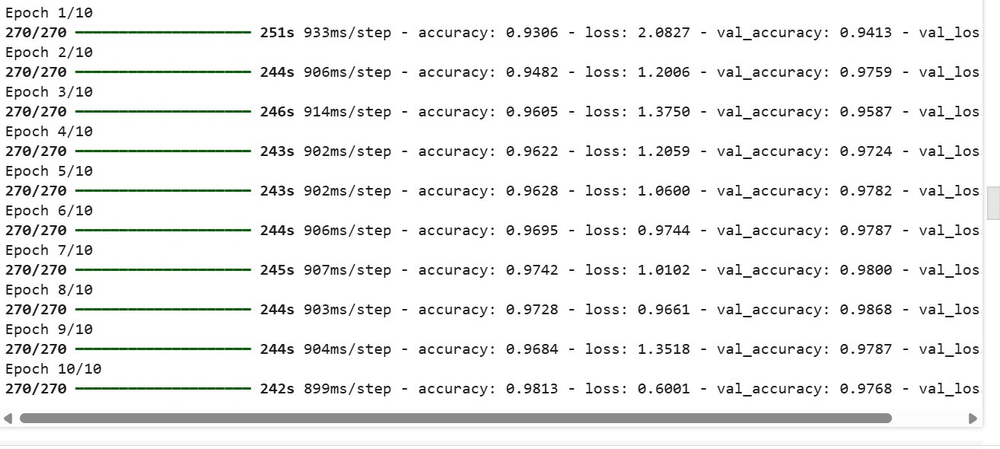 Epoch 1/10
270/270 ━━━━━━━━━━━━━━━━━━━━ 251s 933ms/step - accuracy: 0.9306 - loss: 2.0827 - val_accuracy: 0.9413 - val_los
Epoch 2/10
270/270 ━━━━━━━━━━━━━━━━━━━━ 244s 906ms/step - accuracy: 0.9482 - loss: 1.2006 - val_accuracy: 0.9759 - val_los
Epoch 3/10
270/270 ━━━━━━━━━━━━━━━━━━━━ 246s 914ms/step - accuracy: 0.9605 - loss: 1.3750 - val_accuracy: 0.9587 - val_los
Epoch 4/10
270/270 ━━━━━━━━━━━━━━━━━━━━ 243s 902ms/step - accuracy: 0.9622 - loss: 1.2059 - val_accuracy: 0.9724 - val_los
Epoch 5/10
270/270 ━━━━━━━━━━━━━━━━━━━━ 243s 902ms/step - accuracy: 0.9628 - loss: 1.0600 - val_accuracy: 0.9782 - val_los
Epoch 6/10
270/270 ━━━━━━━━━━━━━━━━━━━━ 244s 906ms/step - accuracy: 0.9695 - loss: 0.9744 - val_accuracy: 0.9787 - val_los
Epoch 7/10
270/270 ━━━━━━━━━━━━━━━━━━━━ 245s 907ms/step - accuracy: 0.9742 - loss: 1.0102 - val_accuracy: 0.9800 - val_los
Epoch 8/10
270/270 ━━━━━━━━━━━━━━━━━━━━ 244s 903ms/step - accuracy: 0.9728 - loss: 0.9661 - val_accuracy: 0.9868 - val_los
Epoch 9/10
270/270 ━━━━━━━━━━━━━━━━━━━━ 244s 904ms/step - accuracy: 0.9684 - loss: 1.3518 - val_accuracy: 0.9787 - val_los
Epoch 10/10
270/270 ━━━━━━━━━━━━━━━━━━━━ 242s 899ms/step - accuracy: 0.9813 - loss: 0.6001 - val_accuracy: 0.9768 - val_los